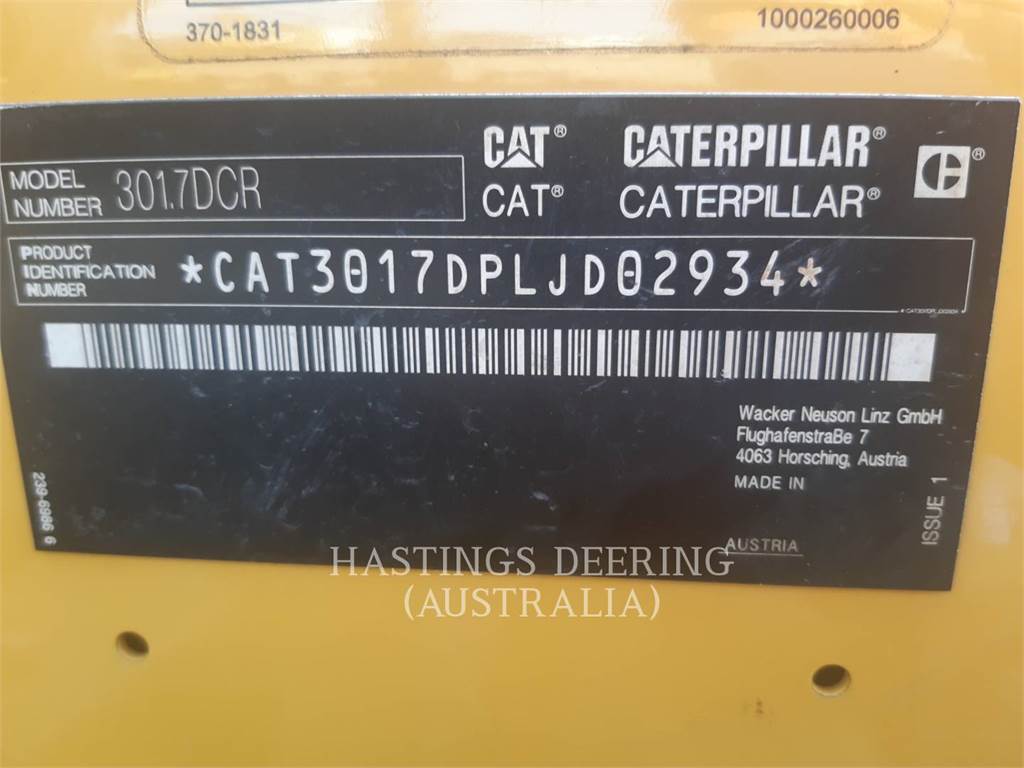 370-1831
1000260006
CAT® CATERPILLAR®
MODEL NUMBER 301.7DCR
CAT® CATERPILLAR®
PRODUCT IDENTIFICATION NUMBER *CAT3017DPLJD02934*
Wacker Neuson Linz GmbH
Flughafenstraße 7
4063 Horsching, Austria
MADE IN
AUSTRIA
ISSUE 1
239-6986 6
HASTINGS DEERING
(AUSTRALIA)